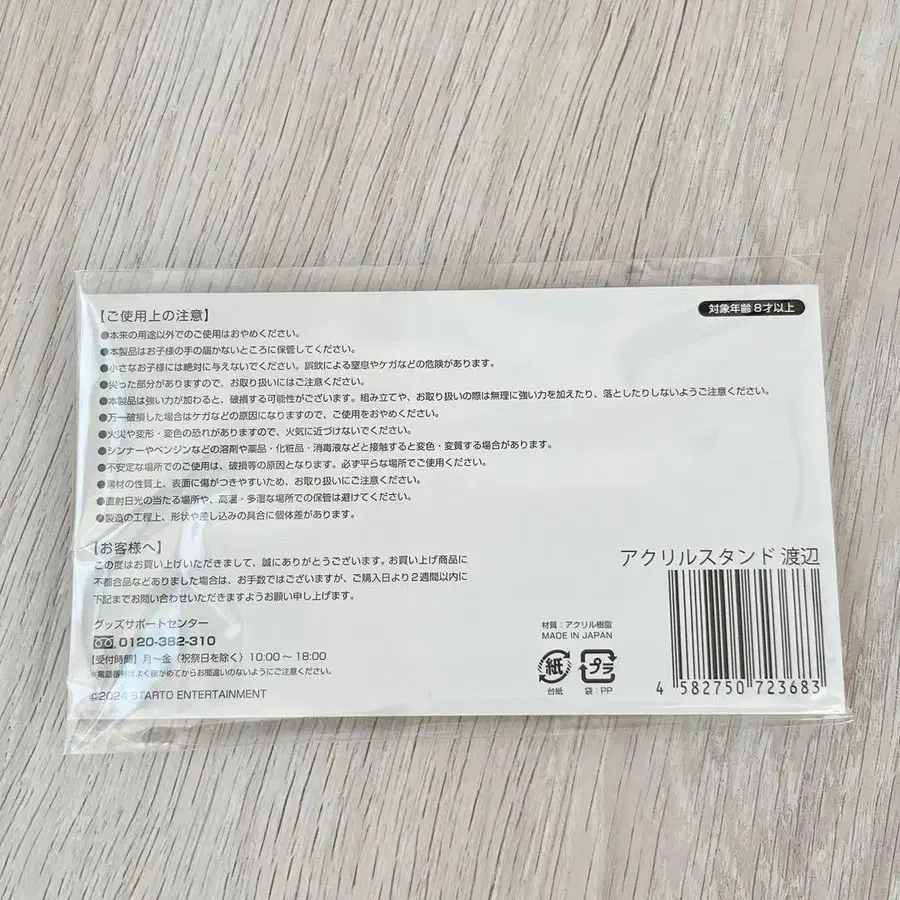 【ご使用上の注意】
対象年齢 8才以上
●本来の用途以外でのご使用はおやめください。
●本製品はお子様の手の届かないところに保管してください。
●小さなお子様には絶対に与えないでください。誤飲による窒息やケガなどの危険があります。
●尖った部分がありますので、お取り扱いにはご注意ください。
●本製品は強い力が加わると、破損する可能性がございます。組み立てや、お取り扱いの際は無理に強い力を加えたり、落としたりしないようご注意ください。
●万一破損した場合はケガなどの原因になりますので、ご使用をおやめください。
●火災や変形・変色の恐れがありますので、火気に近づけないでください。
●シンナーやベンジンなどの溶剤や薬品・化粧品・消毒液などと接触すると変色・変質する場合があります。
●不安定な場所でのご使用は、破損等の原因となります。必ず平らな場所でご使用ください。
●素材の性質上、表面に傷がつきやすいため、お取り扱いにご注意ください。
●直射日光の当たる場所や、高温・多湿な場所での保管は避けてください。
●製造の工程上、形状や差し込みの具合に個体差があります。
【お客様へ】
この度はお買い上げいただきまして、誠にありがとうございます。お買い上げ商品に
不都合品などありました場合は、お手数ではございますが、ご購入日より2週間以内に
下記までお問い合わせいただきますようお願い申し上げます。
グッズサポートセンター
0120-382-310
【受付時間】月〜金（祝祭日を除く）10:00〜18:00
※電話番号はよく確かめてからお間違いのないようにご注意ください。
©2024 STARTO ENTERTAINMENT
材質：アクリル樹脂
MADE IN JAPAN
紙
台紙
プラ
袋：PP
アクリルスタンド 渡辺
4 582750 723683